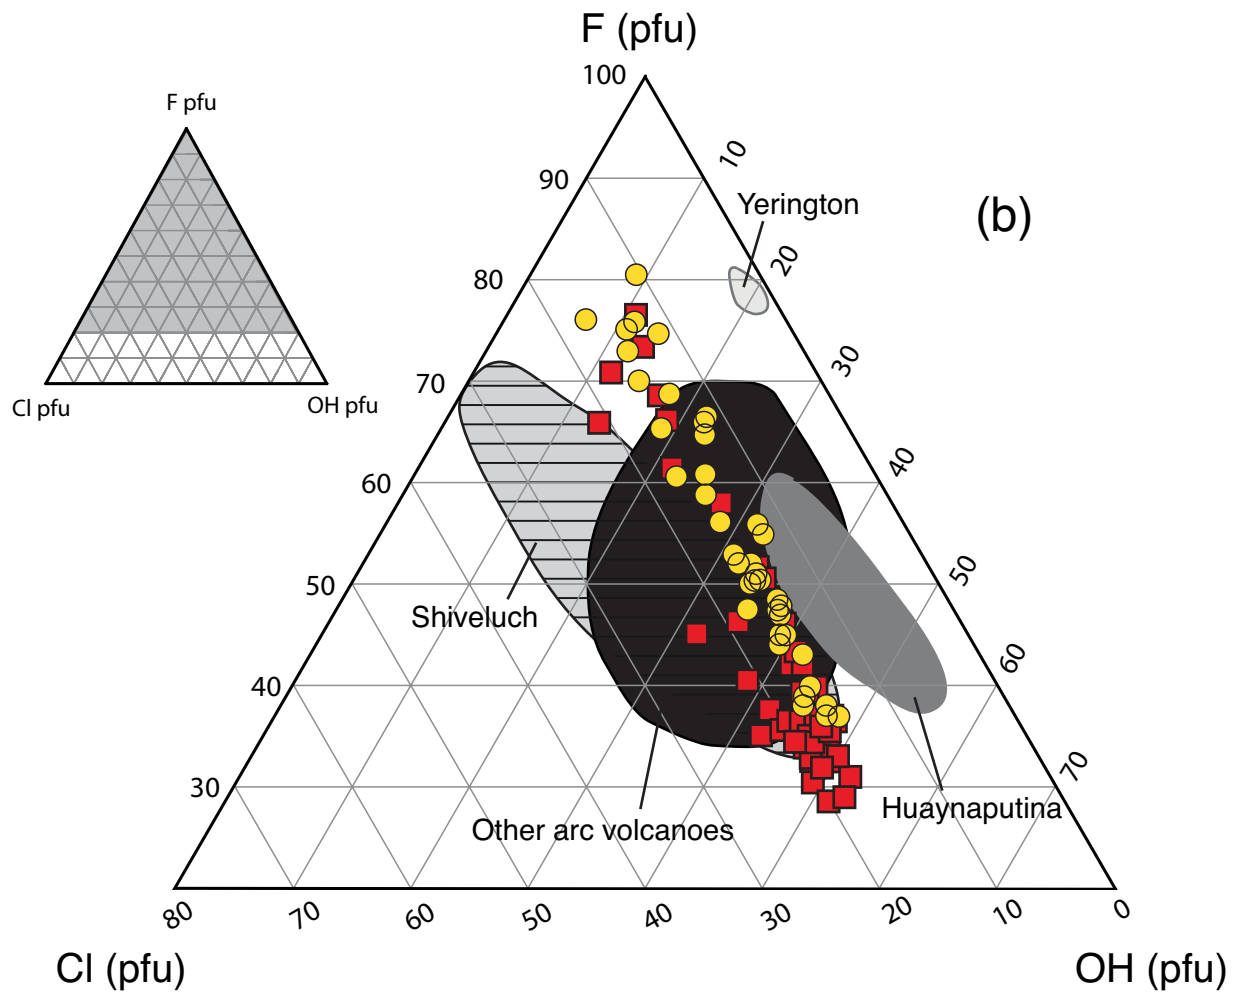 F (pfu)
100
F pfu
10
90
Yerington
(b)
20
80
30
70
Cl pfu
OH pfu
40
60
50
50
Shiveluch
60
40
70
30
Huaynaputina
Other arc volcanoes
80
70
60
50
40
30
20
10
0
Cl (pfu)
OH (pfu)